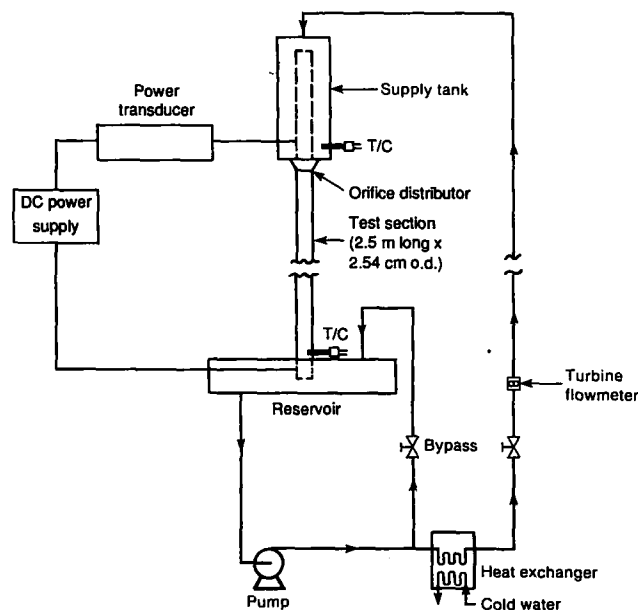 Power
transducer
Supply tank
T/C
DC power
supply
Orifice distributor
Test section
(2.5 m long x
2.54 cm o.d.)
T/C
Reservoir
Turbine
flowmeter
Bypass
Pump
Heat exchanger
Cold water